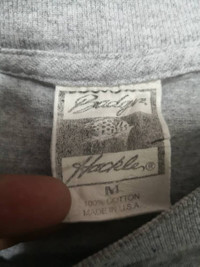 Brady's
Hackle®
M
100% COTTON
MADE IN U.S.A.